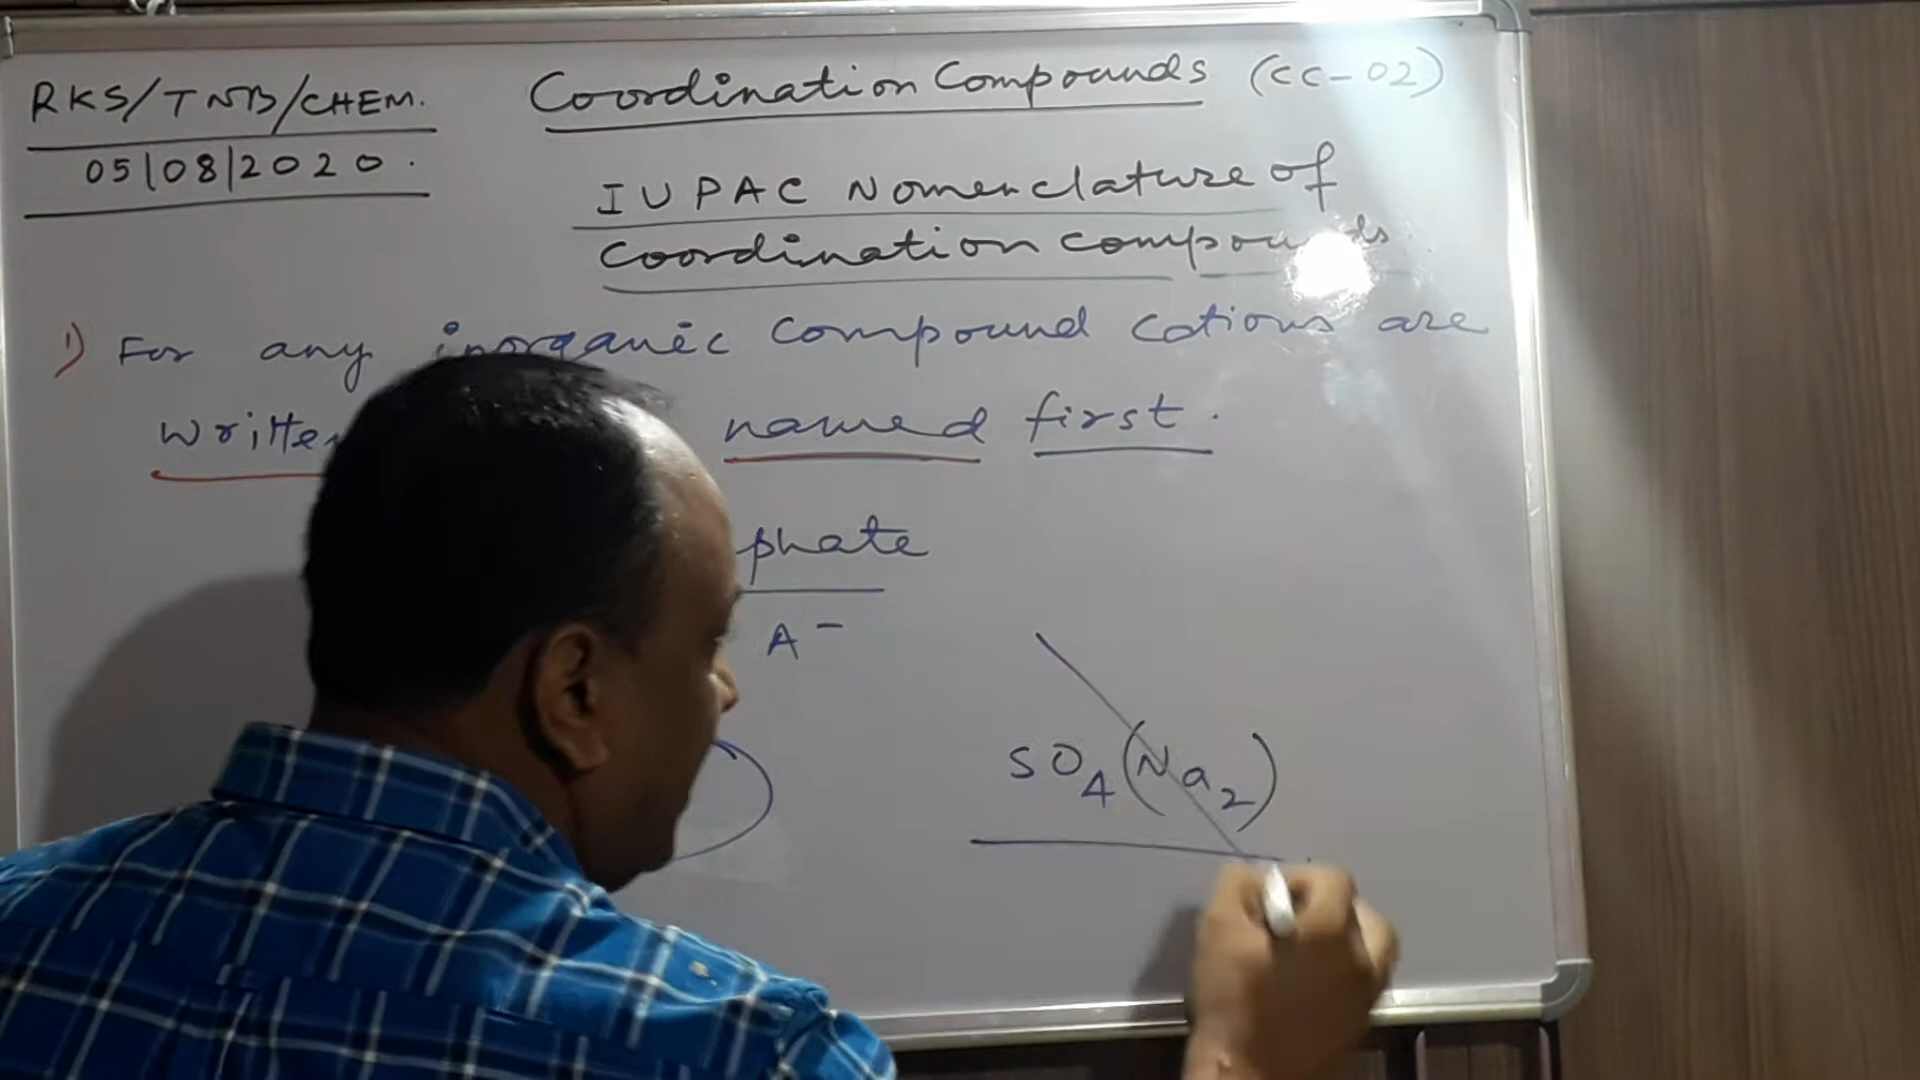 RKS/TNB/CHEM.
05/08/2020.
Coordination Compounds (CC-02)
IUPAC Nomenclature of
Coordination compounds
1) For any inorganic compound cations are
written named first.
phate
A⁻
SO₄(Na₂)